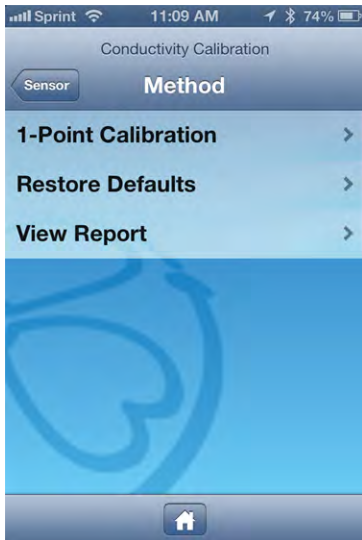 Sprint 11:09 AM 74%
Conductivity Calibration
Sensor Method
1-Point Calibration
Restore Defaults
View Report